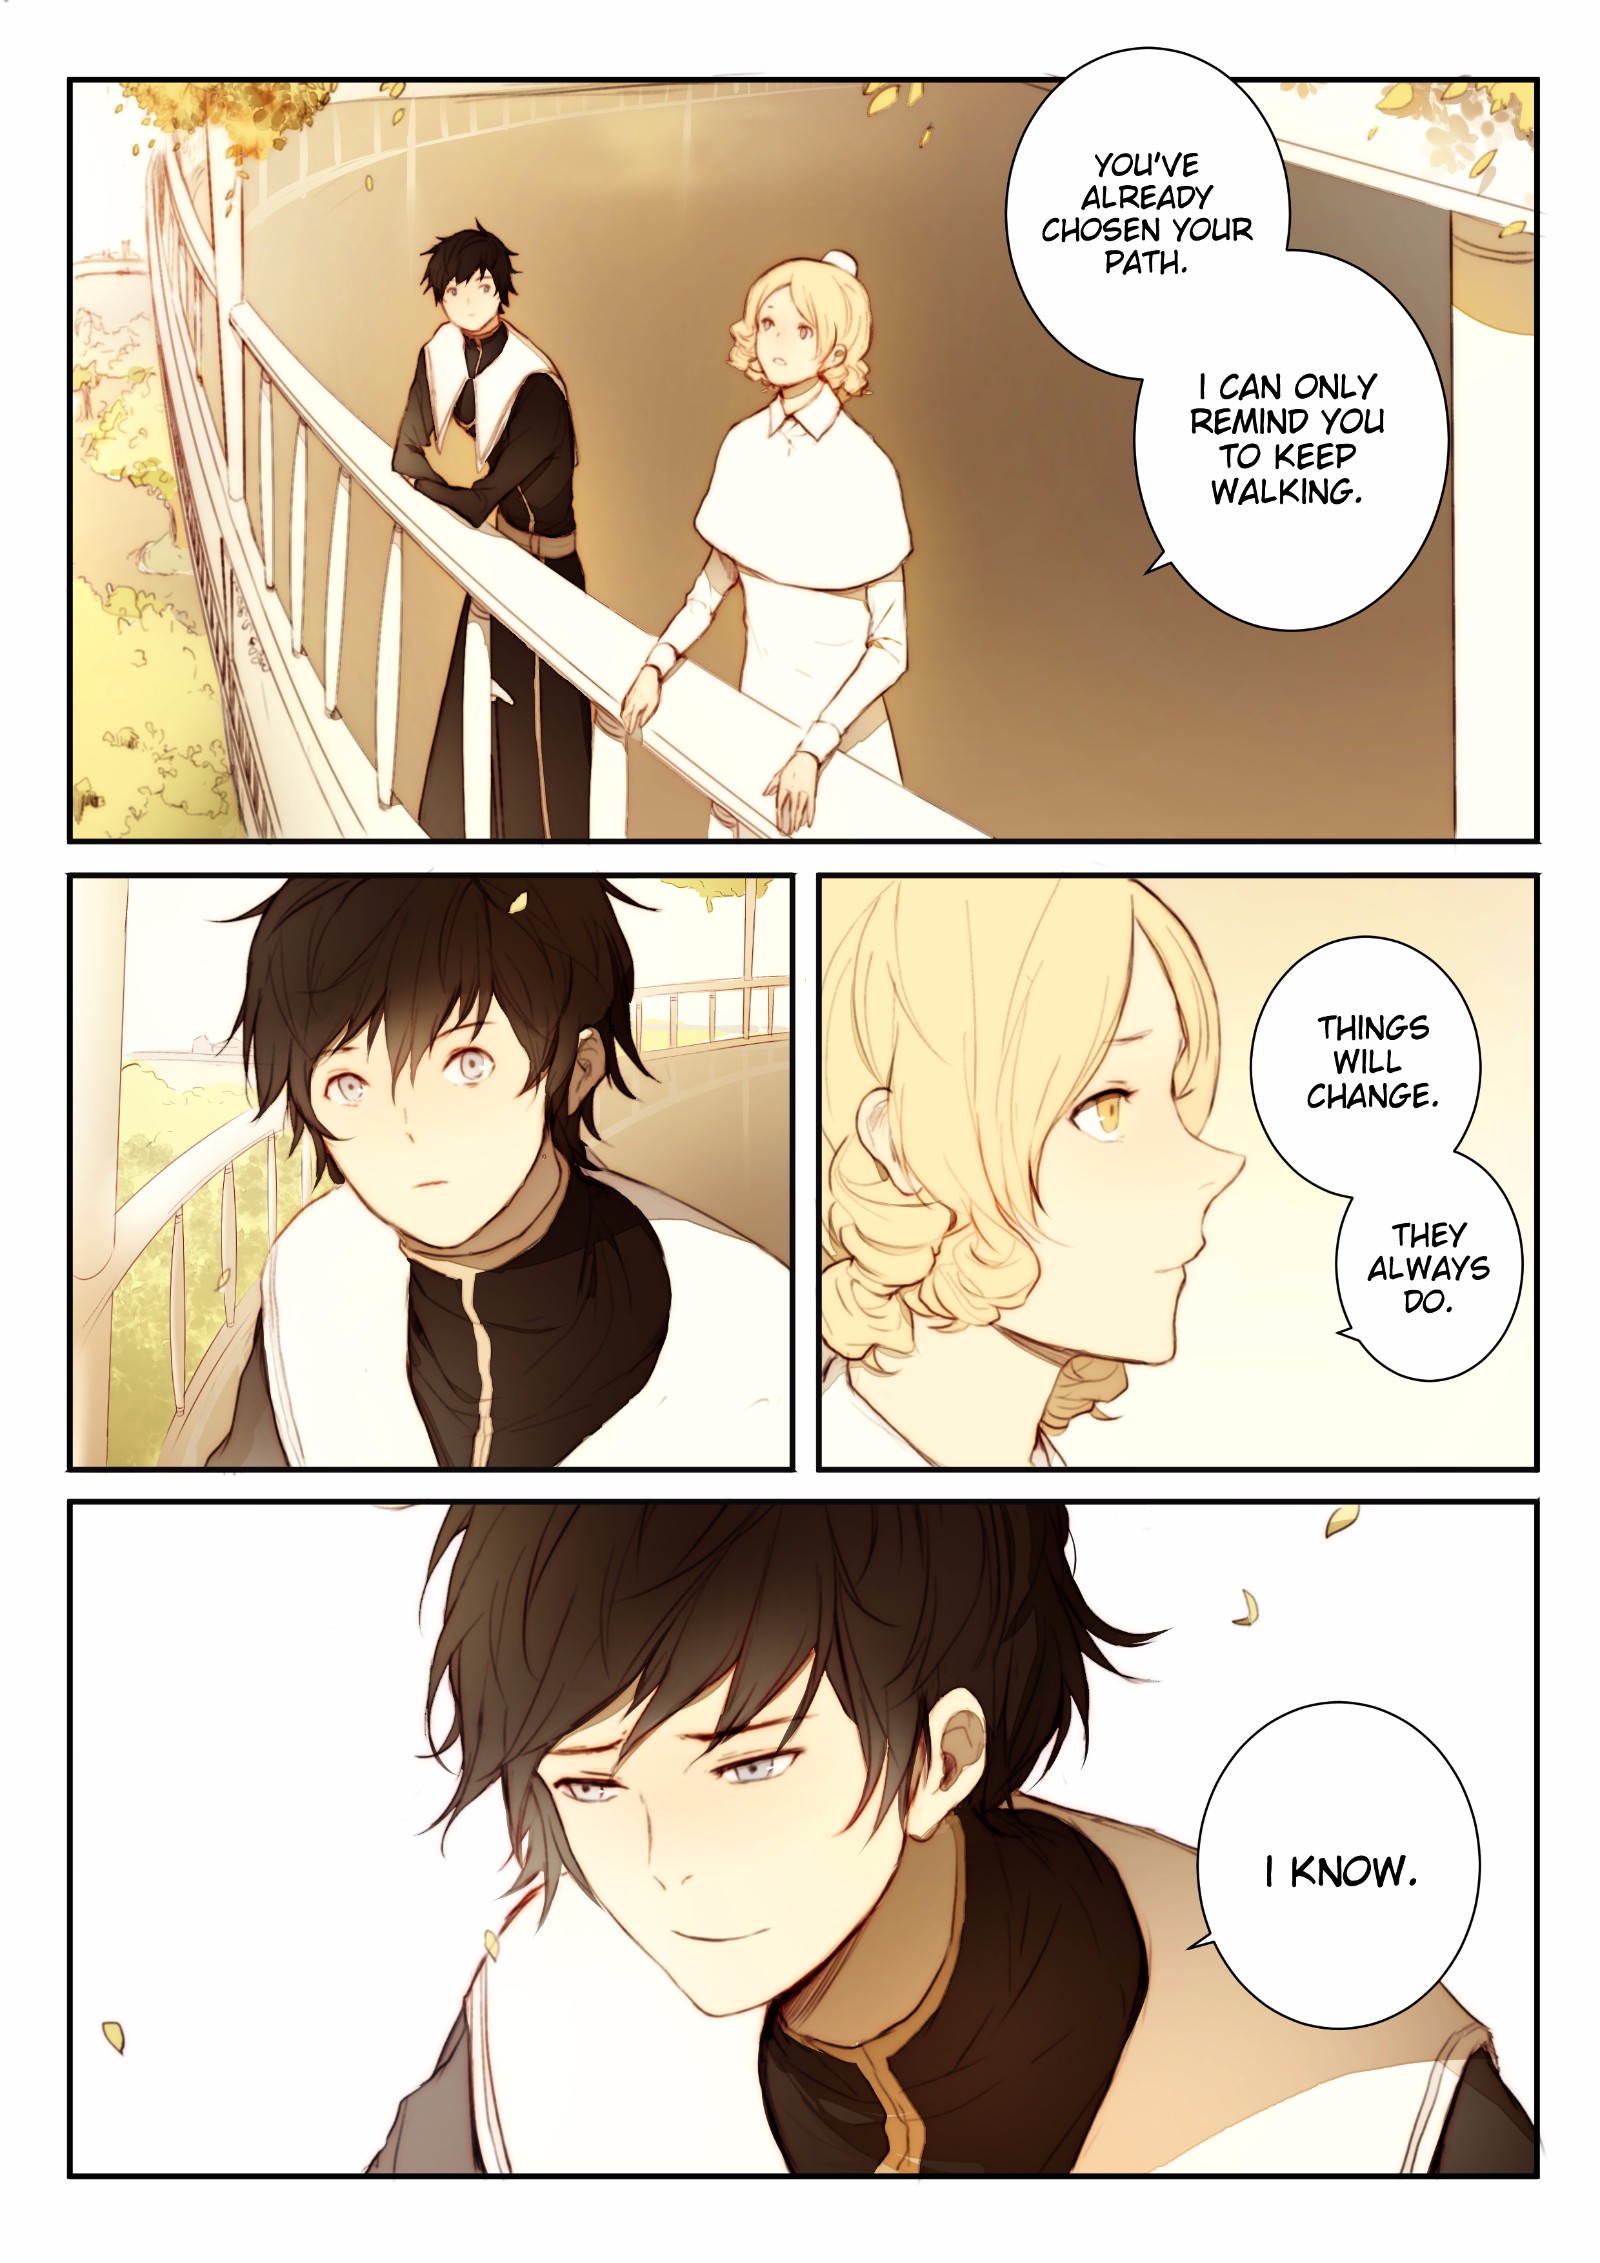 YOU'VE
ALREADY
CHOSEN YOUR
PATH.
I CAN ONLY
REMIND YOU
TO KEEP
WALKING.
THINGS
WILL
CHANGE.
THEY
ALWAYS
DO.
I KNOW.